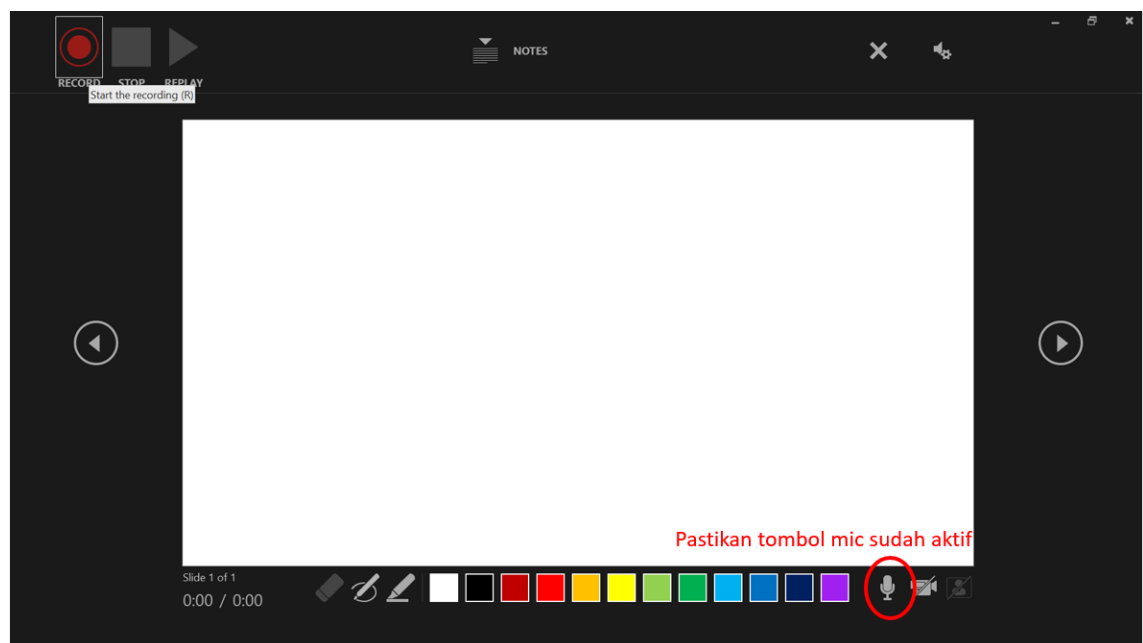 NOTES
RECORD STOP REPLAY
Start the recording (R)
Pastikan tombol mic sudah aktif
Slide 1 of 1
0:00 / 0:00